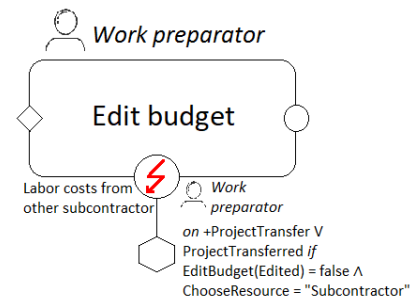 Work preparator
Edit budget
Labor costs from
other subcontractor
Work
preparator
on +ProjectTransfer V
ProjectTransferred if
EditBudget(Edited) = false Λ
ChooseResource = "Subcontractor"